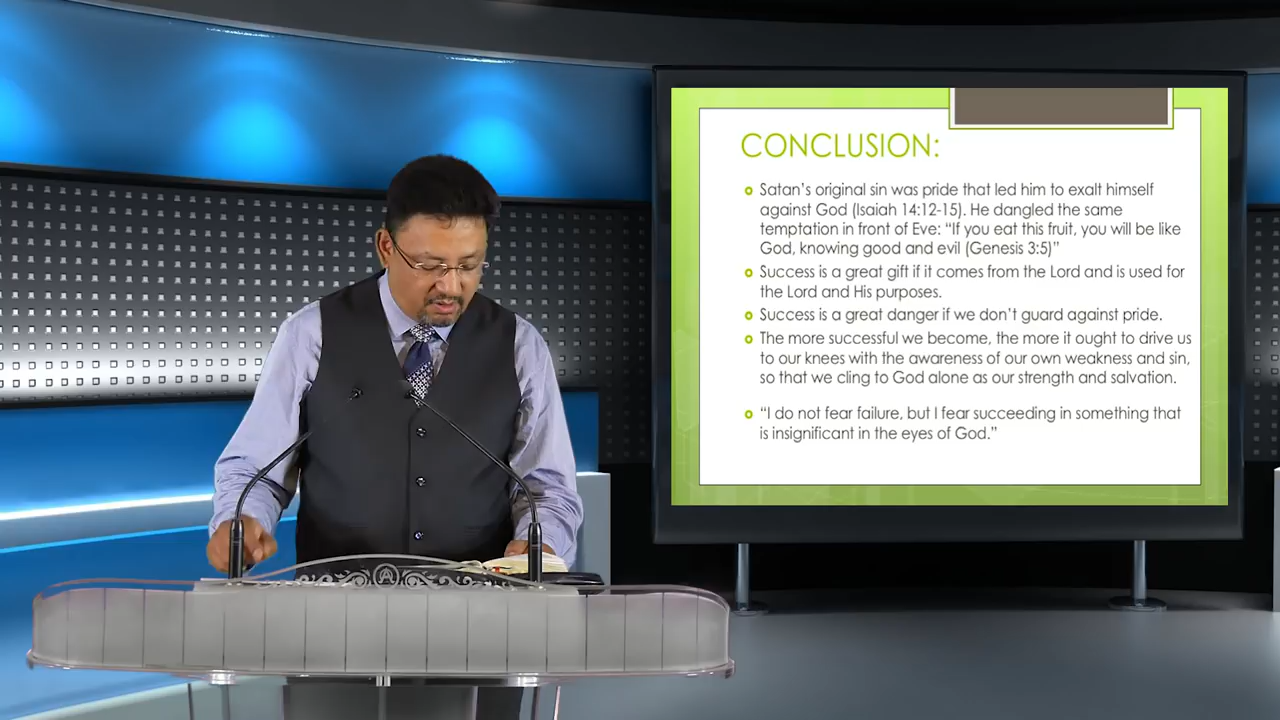 CONCLUSION:
Satan's original sin was pride that led him to exalt himself
against God (Isaiah 14:12-15). He dangled the same
temptation in front of Eve: “If you eat this fruit, you will be like
God, knowing good and evil (Genesis 3:5)”
Success is a great gift if it comes from the Lord and is used for
the Lord and His purposes.
Success is a great danger if we don't guard against pride.
The more successful we become, the more it ought to drive us
to our knees with the awareness of our own weakness and sin,
so that we cling to God alone as our strength and salvation.
“I do not fear failure, but I fear succeeding in something that
is insignificant in the eyes of God.”